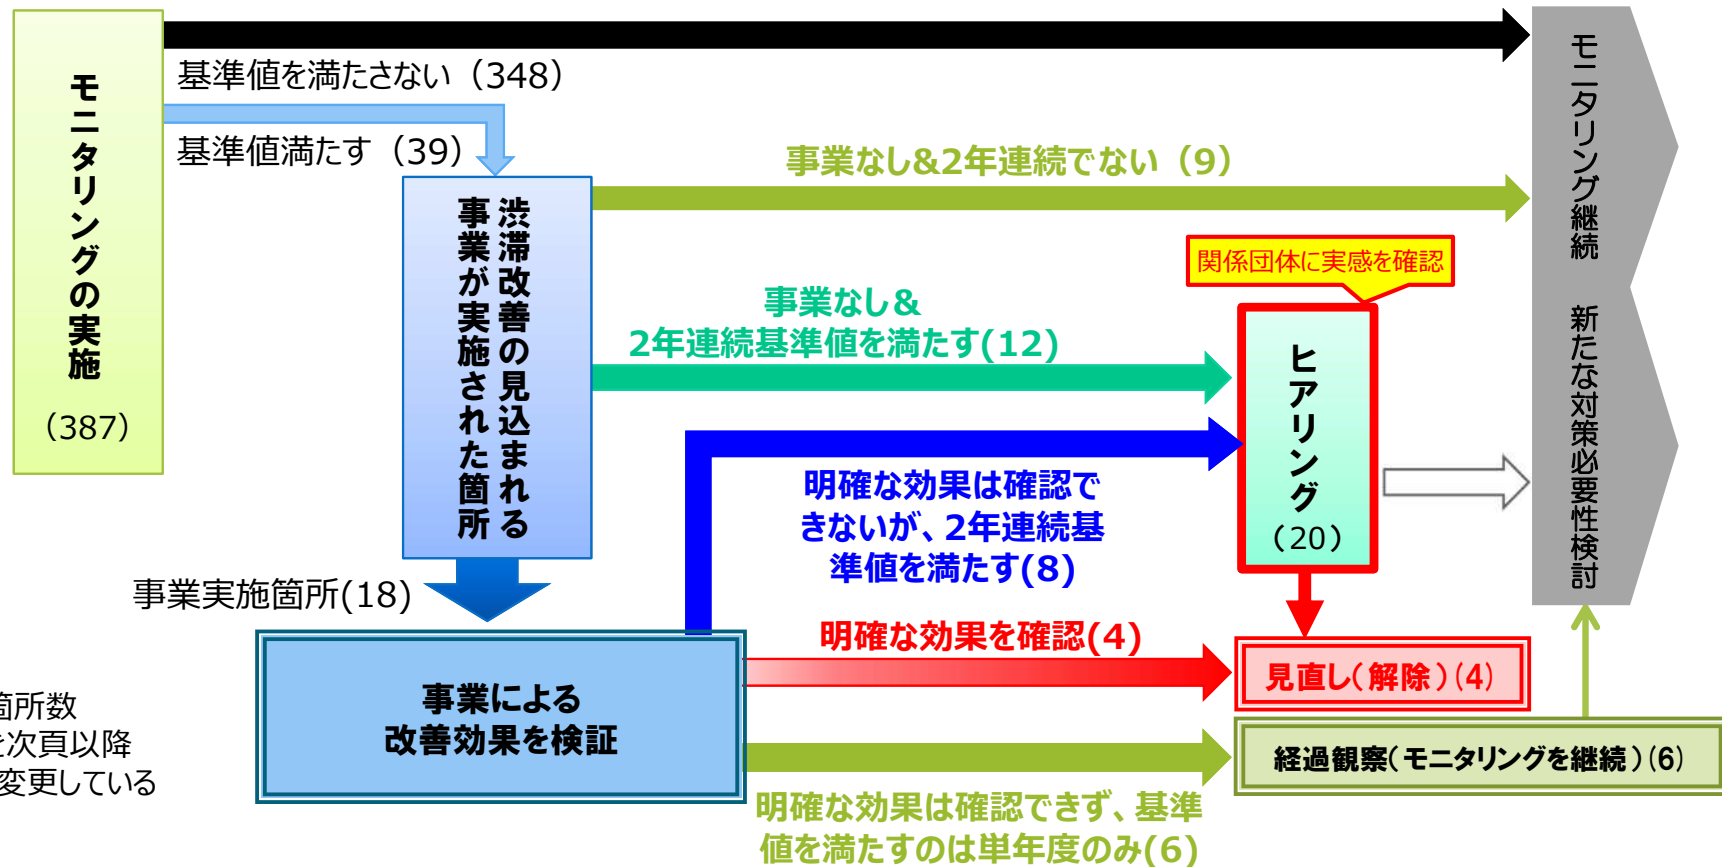 モニタリングの実施
（387）
基準値を満たさない（348）
基準値満たす（39）
渋滞改善の見込まれる
事業が実施された箇所
事業なし&2年連続でない（9）
関係団体に実感を確認
事業なし&
2年連続基準値を満たす(12)
ヒアリング
（20）
明確な効果は確認で
きないが、2年連続基
準値を満たす(8)
モニタリング継続　新たな対策必要性検討
事業実施箇所(18)
明確な効果を確認(4)
見直し（解除）(4)
事業による
改善効果を検証
経過観察（モニタリングを継続）(6)
明確な効果は確認できず、基準
値を満たすのは単年度のみ(6)
箇所数
を次頁以降
変更している